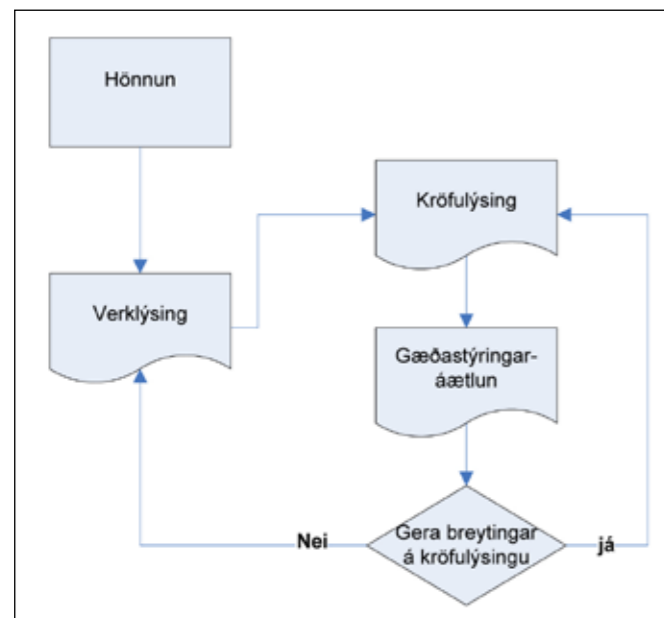 Hönnun
Kröfulýsing
Verklýsing
Gæðastýringar-
áætlun
Gera breytingar
á kröfulýsingu
Nei
já